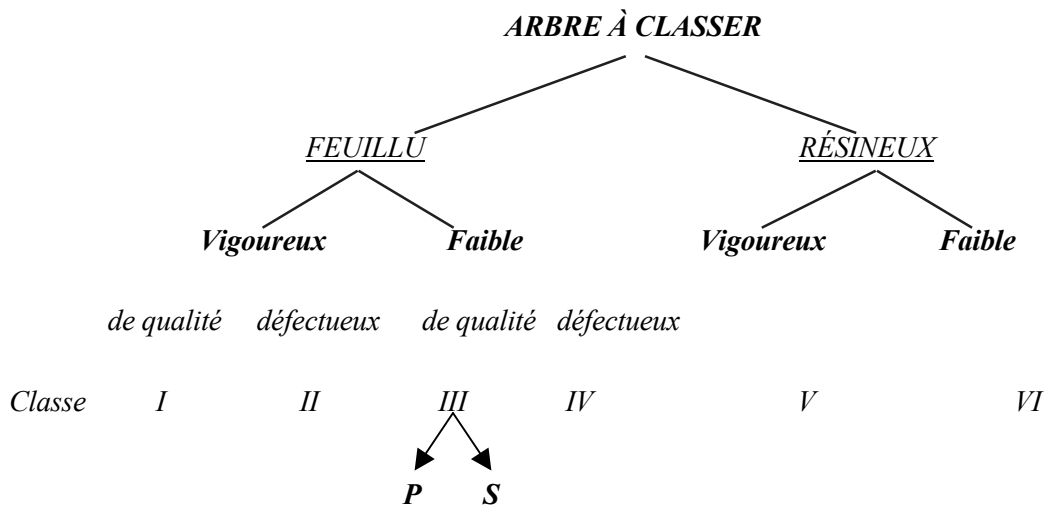 ARBRE À CLASSER
FEUILLU RÉSINEUX
Vigoureux Faible Vigoureux Faible
de qualité défectueux de qualité défectueux
Classe I II III IV V VI
P S